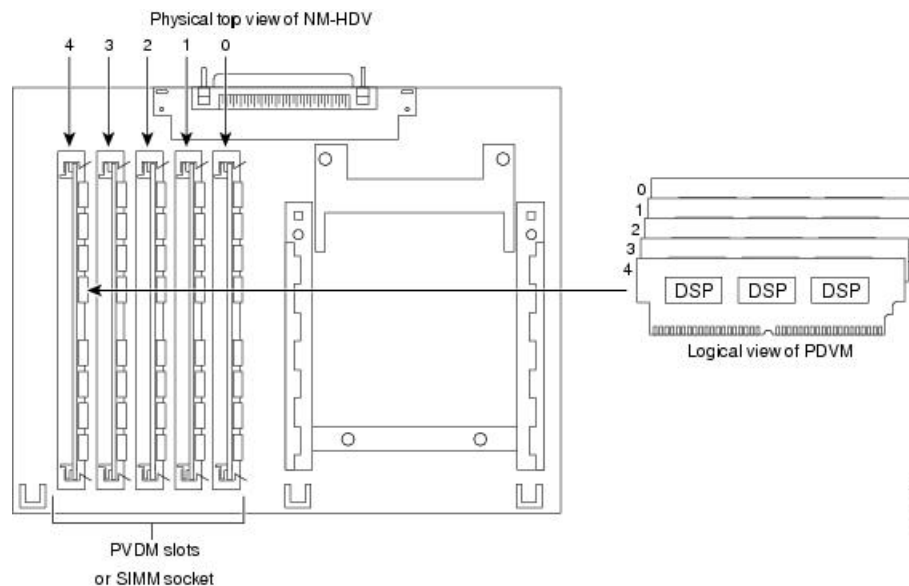 Physical top view of NM-HDV
4 3 2 1 0
0
1
2
3
4
DSP DSP DSP
Logical view of PDVM
PVDM slots
or SIMM socket